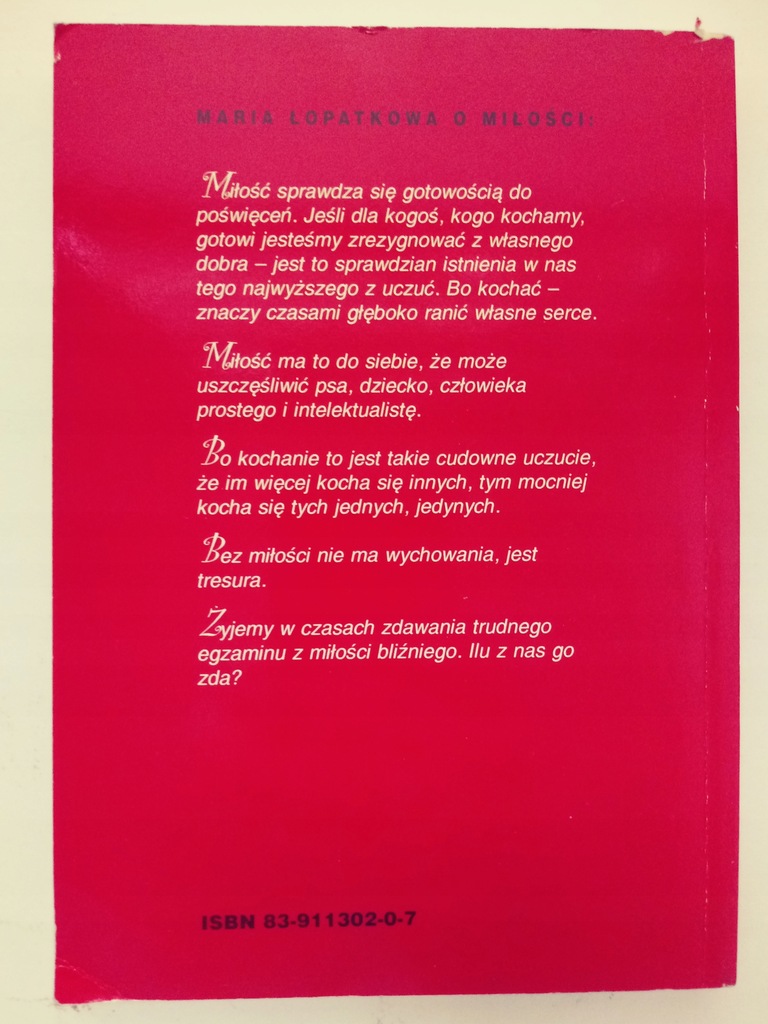 MARIA ŁOPATKOWA O MIŁOŚCI:
Miłość sprawdza się gotowością do
poświęceń. Jeśli dla kogoś, kogo kochamy,
gotowi jesteśmy zrezygnować z własnego
dobra – jest to sprawdzian istnienia w nas
tego najwyższego z uczuć. Bo kochać –
znaczy czasami głęboko ranić własne serce.
Miłość ma to do siebie, że może
uszczęśliwić psa, dziecko, człowieka
prostego i intelektualistę.
Bo kochanie to jest takie cudowne uczucie,
że im więcej kocha się innych, tym mocniej
kocha się tych jednych, jedynych.
Bez miłości nie ma wychowania, jest
tresura.
Żyjemy w czasach zdawania trudnego
egzaminu z miłości bliźniego. Ilu z nas go
zda?
ISBN 83-911302-0-7